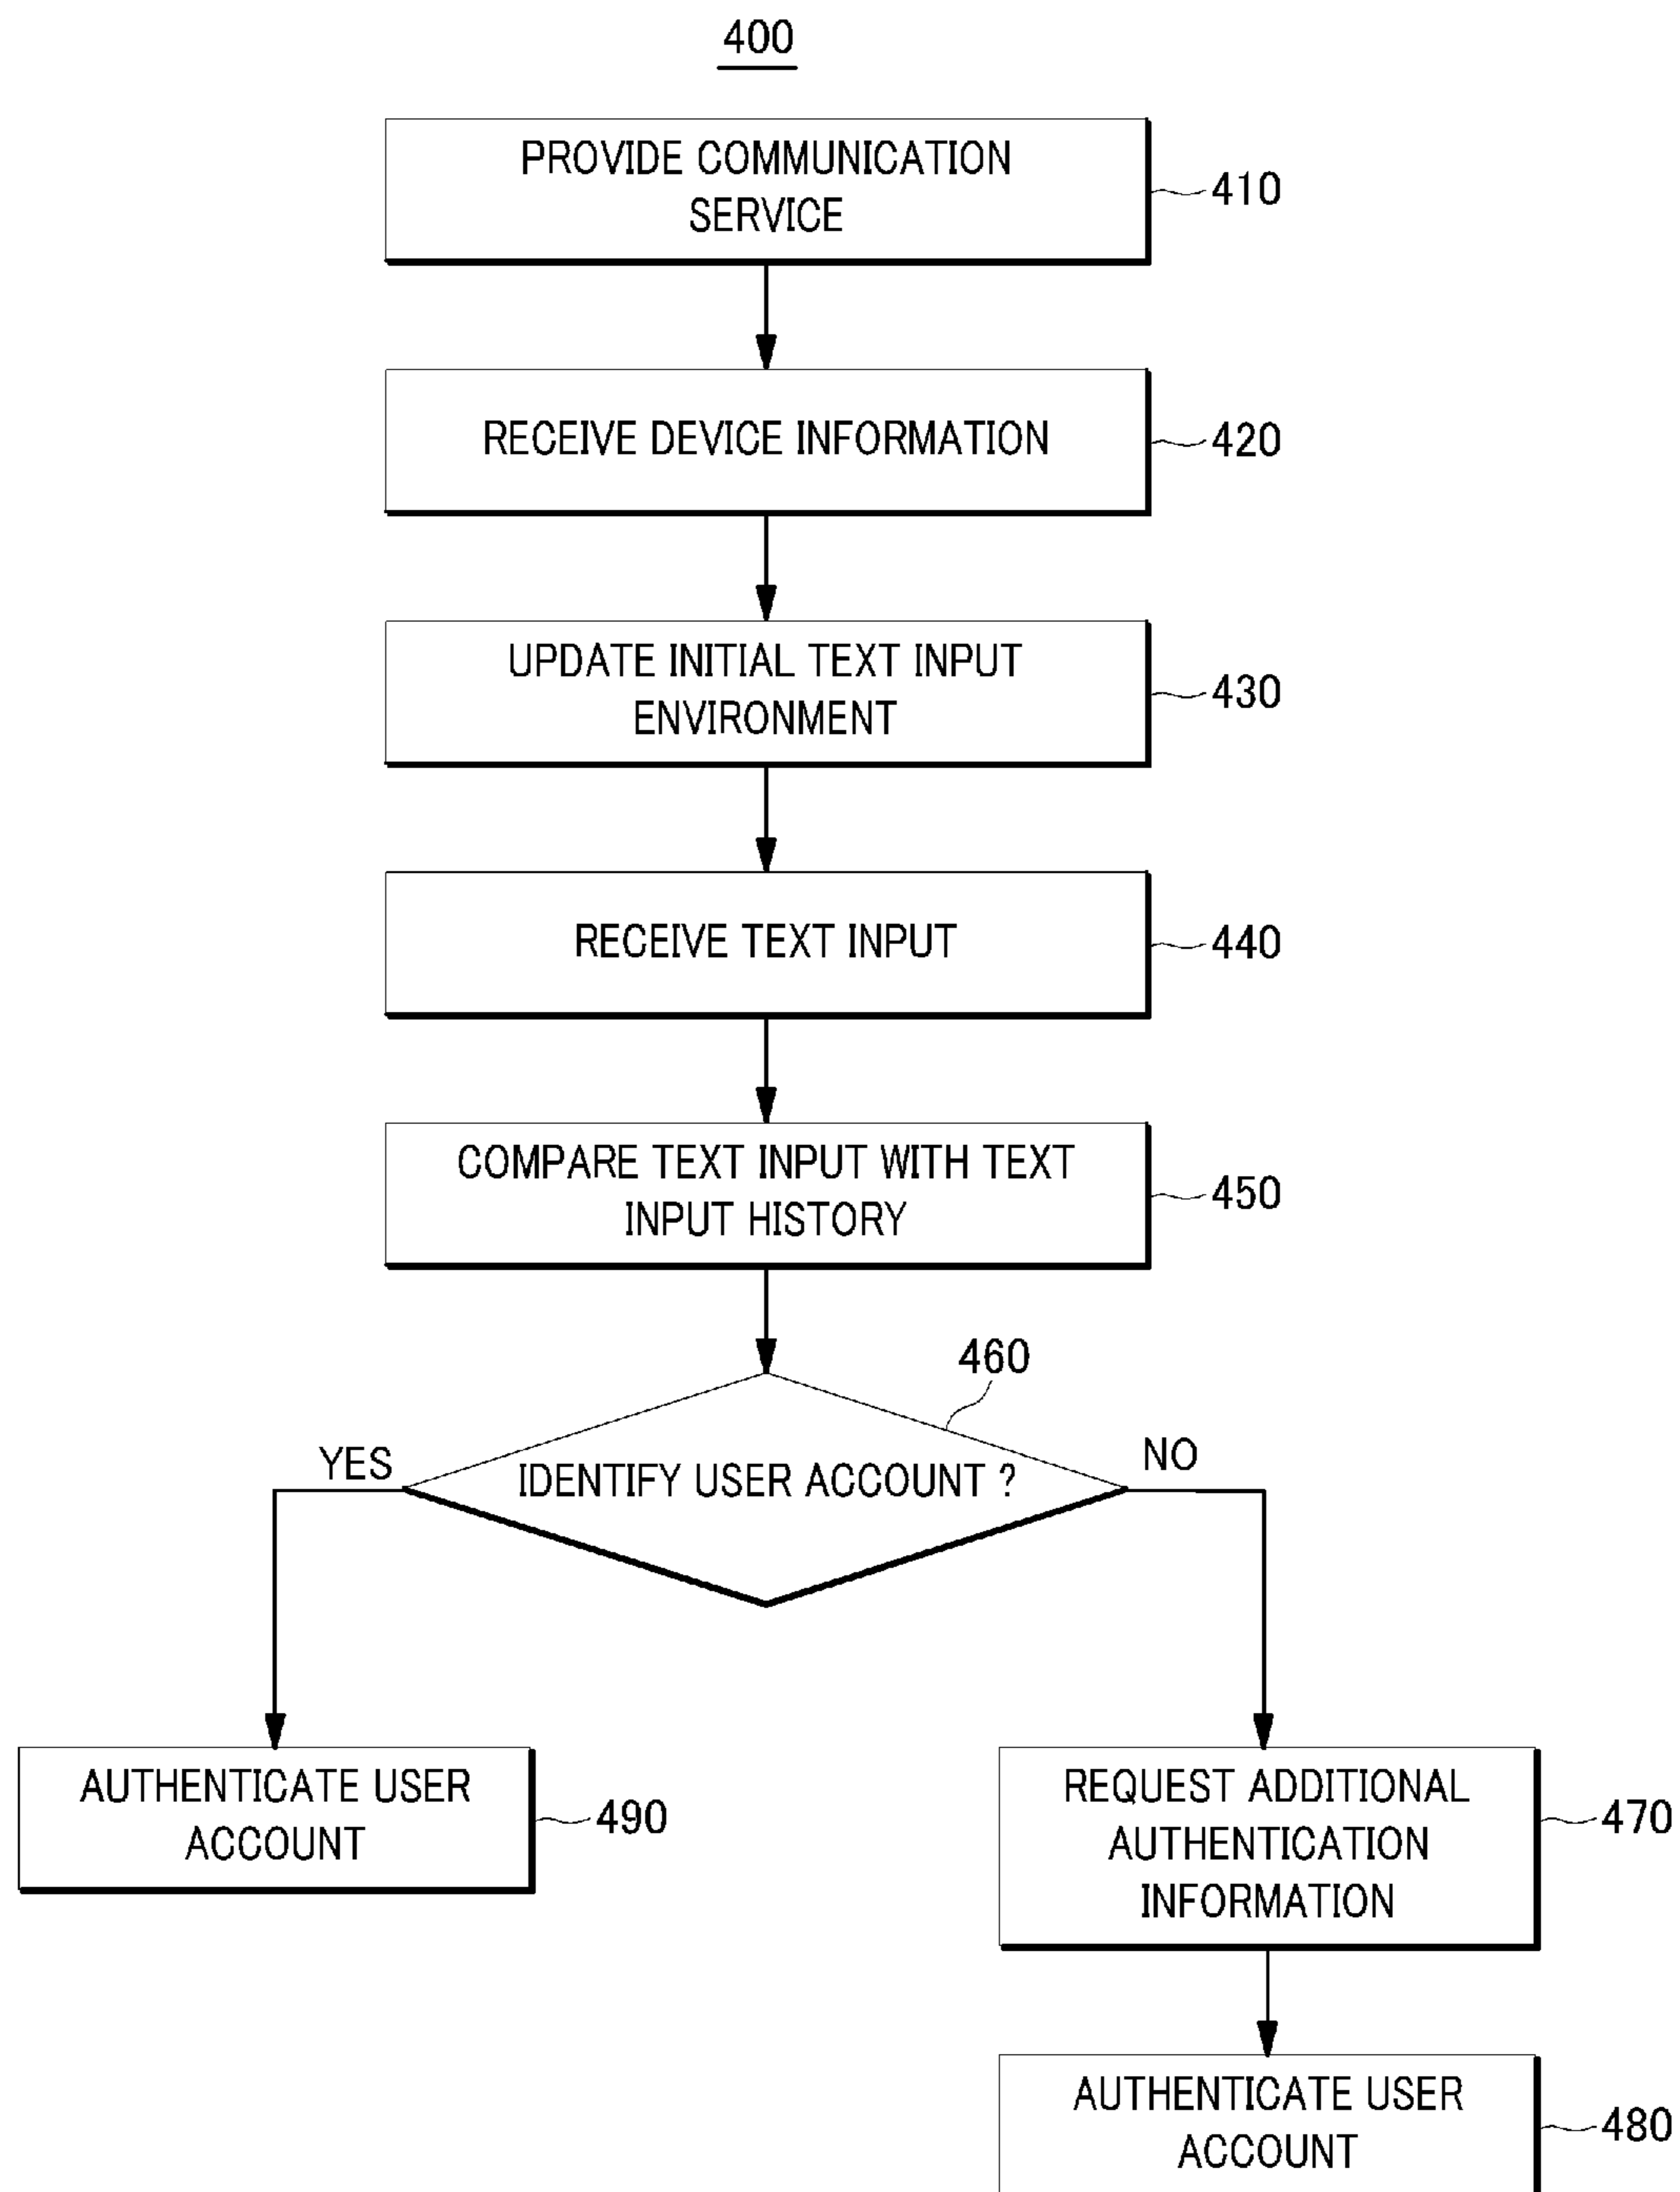 400
PROVIDE COMMUNICATION
SERVICE
410
RECEIVE DEVICE INFORMATION
420
UPDATE INITIAL TEXT INPUT
ENVIRONMENT
430
RECEIVE TEXT INPUT
440
COMPARE TEXT INPUT WITH TEXT
INPUT HISTORY
450
460
YES
IDENTIFY USER ACCOUNT ?
NO
AUTHENTICATE USER
ACCOUNT
490
REQUEST ADDITIONAL
AUTHENTICATION
INFORMATION
470
AUTHENTICATE USER
ACCOUNT
480